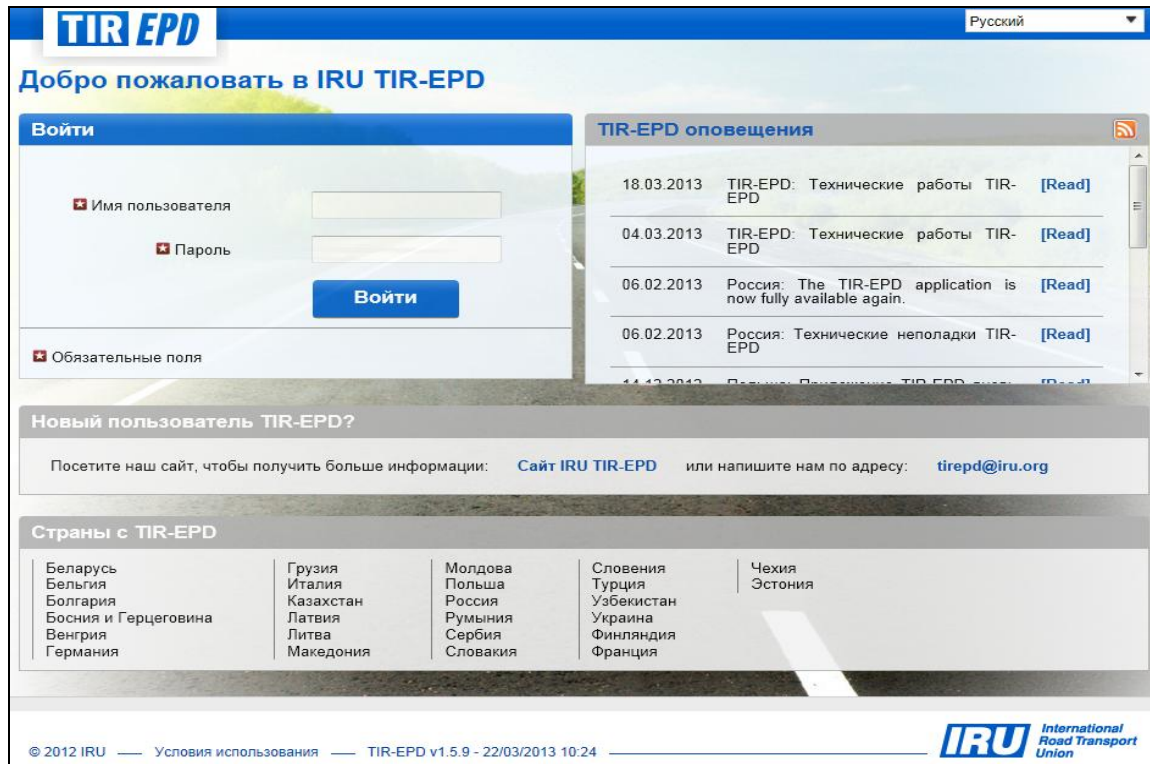 TIR EPD
Русский
Добро пожаловать в IRU TIR-EPD
Войти
Имя пользователя
Пароль
Войти
Обязательные поля
TIR-EPD оповещения
18.03.2013 TIR-EPD: Технические работы TIR-
EPD [Read]
04.03.2013 TIR-EPD: Технические работы TIR-
EPD [Read]
06.02.2013 Россия: The TIR-EPD application is
now fully available again. [Read]
06.02.2013 Россия: Технические неполадки TIR-
EPD [Read]
Новый пользователь TIR-EPD?
Посетите наш сайт, чтобы получить больше информации: Сайт IRU TIR-EPD или напишите нам по адресу: tirepd@iru.org
Страны с TIR-EPD
Беларусь
Бельгия
Болгария
Босния и Герцеговина
Венгрия
Германия
Грузия
Италия
Казахстан
Латвия
Литва
Македония
Молдова
Польша
Россия
Румыния
Сербия
Словакия
Словения
Турция
Узбекистан
Украина
Финляндия
Франция
Чехия
Эстония
© 2012 IRU — Условия использования — TIR-EPD v1.5.9 - 22/03/2013 10:24
IRU International
Road Transport
Union